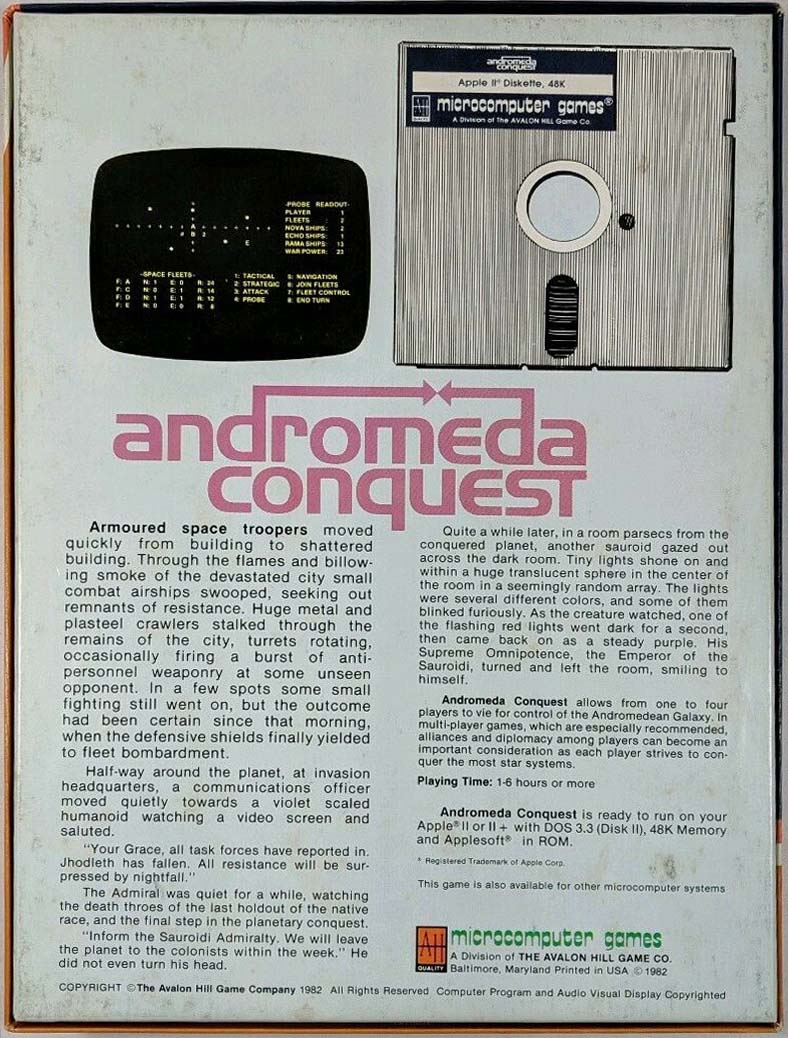 andromeda
conquest
Apple II® Diskette, 48K
AH
QUALITY
microcomputer games®
A Division of The AVALON HILL Game Co.
-PROBE READOUT-
PLAYER 1
FLEETS : 2
NOVA SHIPS: 2
ECHO SHIPS: 1
RAMA SHIPS: 13
WAR POWER: 23
A
# B 2
E
-SPACE FLEETS-
F: A N: 1 E: 0 R: 24
F: C N: 0 E: 1 R: 14
F: D N: 1 E: 1 R: 12
F: E N: 0 E: 0 R: 8
1: TACTICAL 5: NAVIGATION
2: STRATEGIC 6: JOIN FLEETS
3: ATTACK 7: FLEET CONTROL
4: PROBE 8: END TURN
andromeda
conquest
Armoured space troopers moved
quickly from building to shattered
building. Through the flames and billow-
ing smoke of the devastated city small
combat airships swooped, seeking out
remnants of resistance. Huge metal and
plasteel crawlers stalked through the
remains of the city, turrets rotating,
occasionally firing a burst of anti-
personnel weaponry at some unseen
opponent. In a few spots some small
fighting still went on, but the outcome
had been certain since that morning,
when the defensive shields finally yielded
to fleet bombardment.
Half-way around the planet, at invasion
headquarters, a communications officer
moved quietly towards a violet scaled
humanoid watching a video screen and
saluted.
"Your Grace, all task forces have reported in.
Jhodleth has fallen. All resistance will be sur-
pressed by nightfall."
The Admiral was quiet for a while, watching
the death throes of the last holdout of the native
race, and the final step in the planetary conquest.
"Inform the Sauroidi Admiralty. We will leave
the planet to the colonists within the week." He
did not even turn his head.
Quite a while later, in a room parsecs from the
conquered planet, another sauroid gazed out
across the dark room. Tiny lights shone on and
within a huge translucent sphere in the center of
the room in a seemingly random array. The lights
were several different colors, and some of them
blinked furiously. As the creature watched, one of
the flashing red lights went dark for a second,
then came back on as a steady purple. His
Supreme Omnipotence, the Emperor of the
Sauroidi, turned and left the room, smiling to
himself.
Andromeda Conquest allows from one to four
players to vie for control of the Andromedean Galaxy. In
multi-player games, which are especially recommended,
alliances and diplomacy among players can become an
important consideration as each player strives to con-
quer the most star systems.
Playing Time: 1-6 hours or more
Andromeda Conquest is ready to run on your
Apple® II or II + with DOS 3.3 (Disk II), 48K Memory
and Applesoft® in ROM.
® Registered Trademark of Apple Corp.
This game is also available for other microcomputer systems
AH
QUALITY
microcomputer games
A Division of THE AVALON HILL GAME CO.
Baltimore, Maryland Printed in USA © 1982
COPYRIGHT © The Avalon Hill Game Company 1982 All Rights Reserved Computer Program and Audio Visual Display Copyrighted